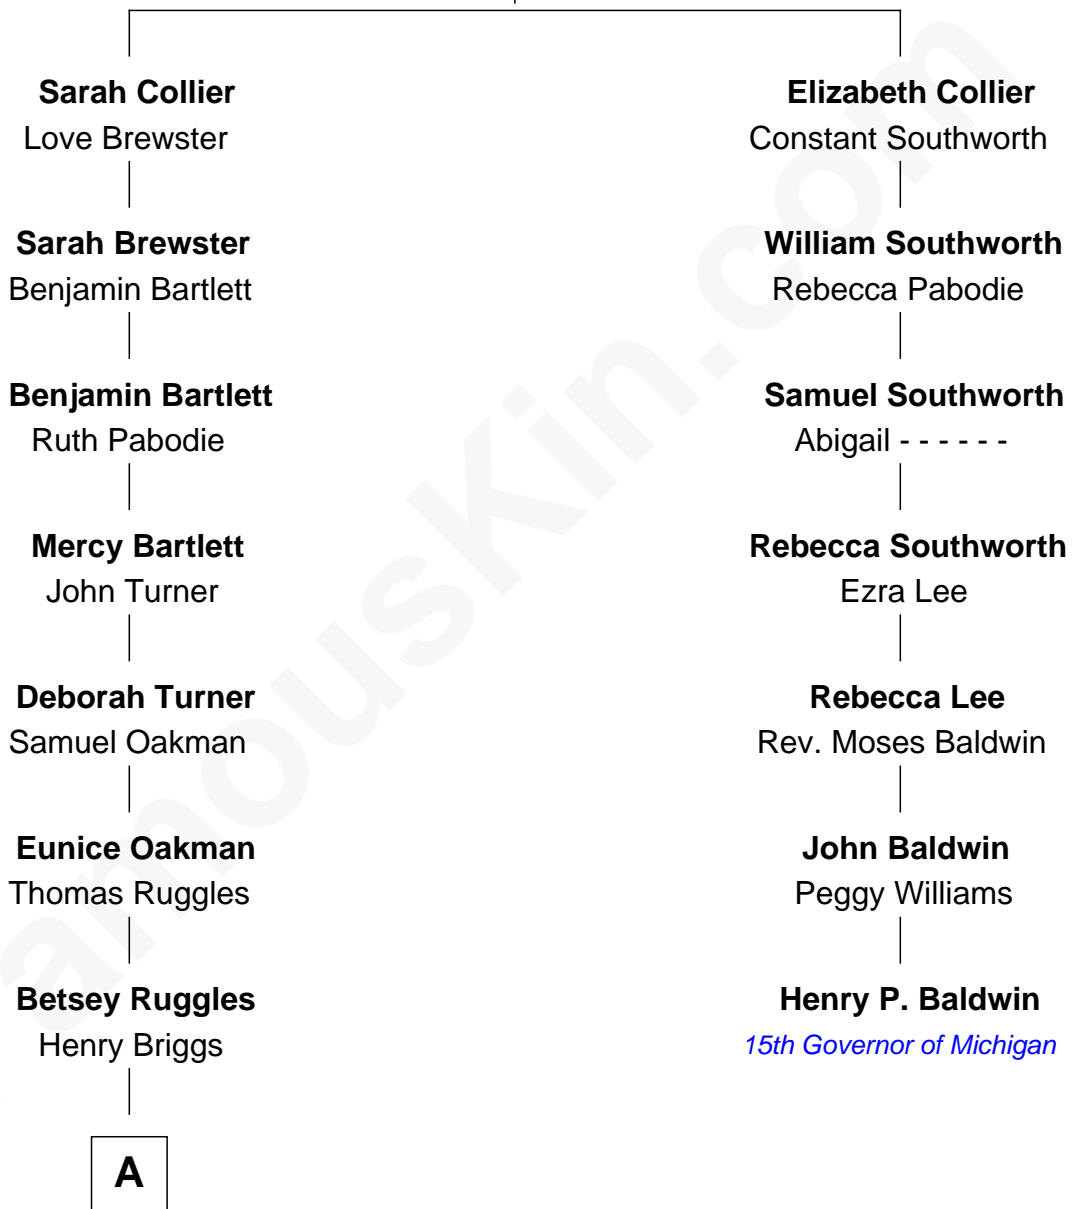 Sarah Collier
Love Brewster
Elizabeth Collier
Constant Southworth
Sarah Brewster
Benjamin Bartlett
William Southworth
Rebecca Pabodie
Benjamin Bartlett
Ruth Pabodie
Samuel Southworth
Abigail - - - - - -
Mercy Bartlett
John Turner
Rebecca Southworth
Ezra Lee
Deborah Turner
Samuel Oakman
Rebecca Lee
Rev. Moses Baldwin
Eunice Oakman
Thomas Ruggles
John Baldwin
Peggy Williams
Betsey Ruggles
Henry Briggs
Henry P. Baldwin
15th Governor of Michigan
A
amouskin.com